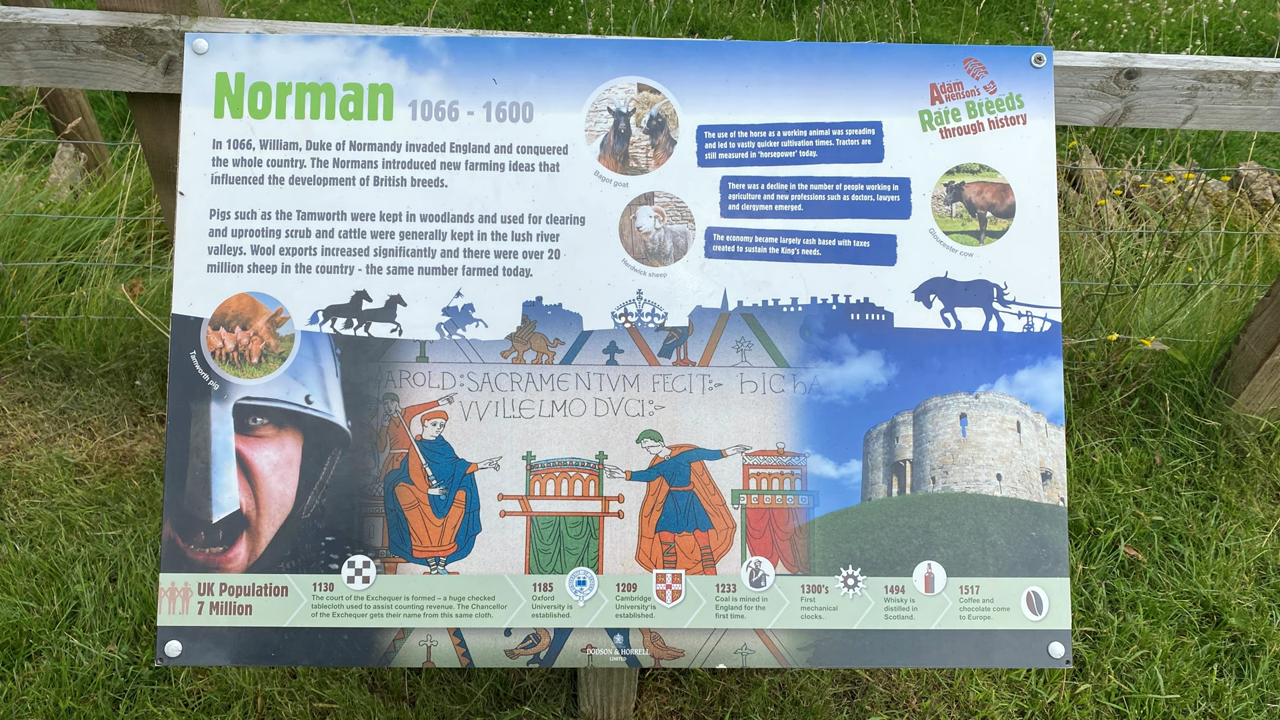 Norman 1066 - 1600
In 1066, William, Duke of Normandy invaded England and conquered
the whole country. The Normans introduced new farming ideas that
influenced the development of British breeds.
Pigs such as the Tamworth were kept in woodlands and used for clearing
and uprooting scrub and cattle were generally kept in the lush river
valleys. Wool exports increased significantly and there were over 20
million sheep in the country - the same number farmed today.
Bagot goat
Herdwick sheep
The use of the horse as a working animal was spreading
and led to vastly quicker cultivation times. Tractors are
still measured in 'horsepower' today.
There was a decline in the number of people working in
agriculture and new professions such as doctors, lawyers
and clergymen emerged.
The economy became largely cash based with taxes
created to sustain the King's needs.
Adam
Henson's
Rare Breeds
through history
Gloucester cow
Tamworth pig
AROLD:SACRAMENTVM FECIT:- hIC hA
VVILLELMO DVCI:-
UK Population
7 Million
1130
The court of the Exchequer is formed – a huge checked
tablecloth used to assist counting revenue. The Chancellor
of the Exchequer gets their name from this same cloth.
1185
Oxford
University is
established.
1209
Cambridge
University is
established.
1233
Coal is mined in
England for the
first time.
1300's
First
mechanical
clocks.
1494
Whisky is
distilled in
Scotland.
1517
Coffee and
chocolate come
to Europe.
DODSON & HORRELL
LIMITED